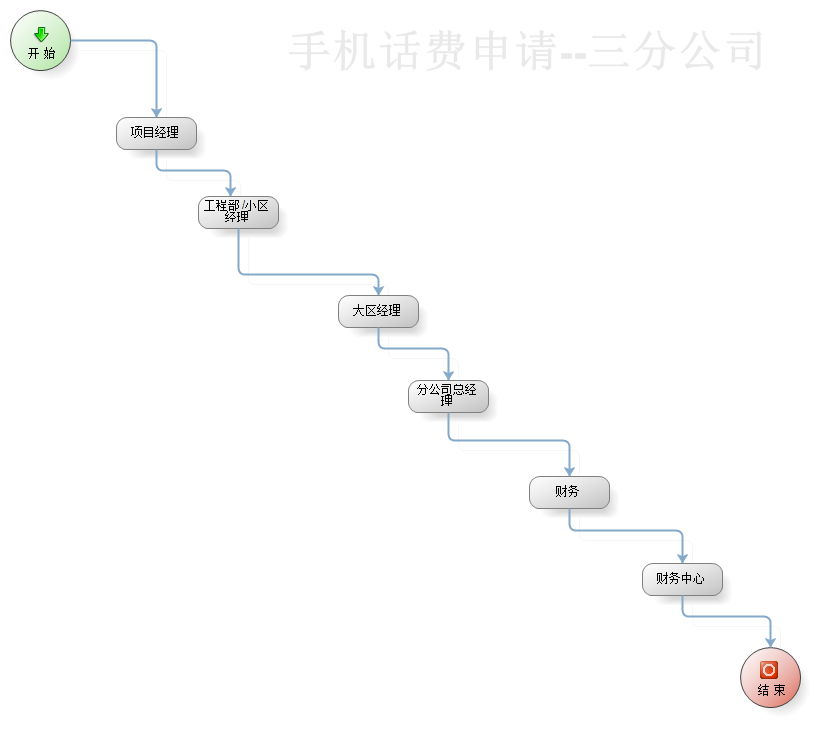 手机话费申请--三分公司
开 始
项目经理
工程部/小区
经理
大区经理
分公司总经
理
财务
财务中心
结 束